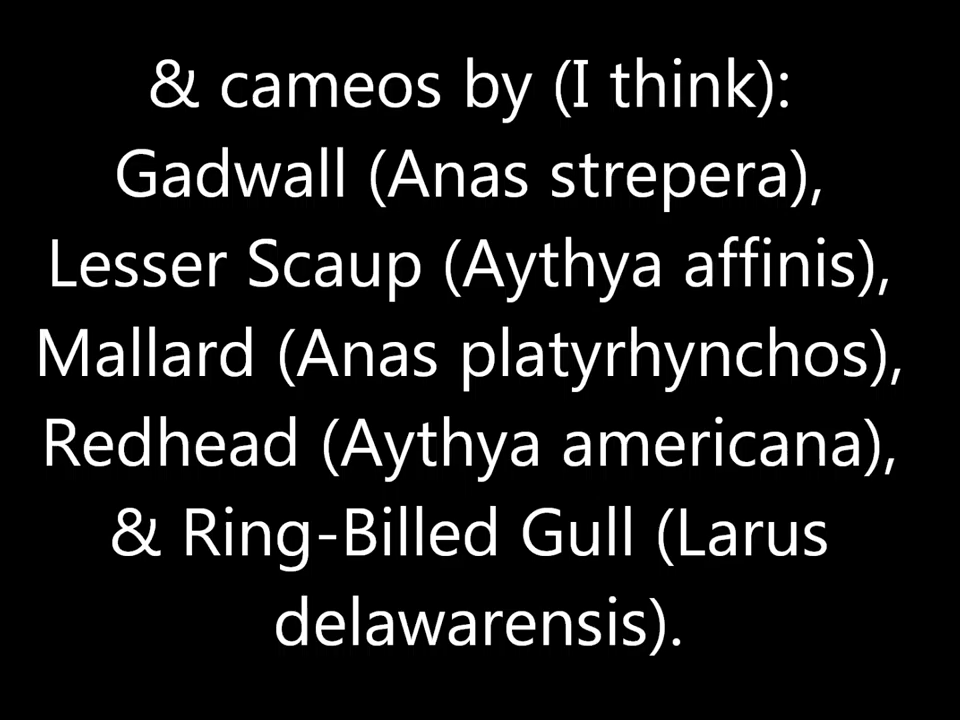 & cameos by (I think):
Gadwall (Anas strepera),
Lesser Scaup (Aythya affinis),
Mallard (Anas platyrhynchos),
Redhead (Aythya americana),
& Ring-Billed Gull (Larus
delawarensis).